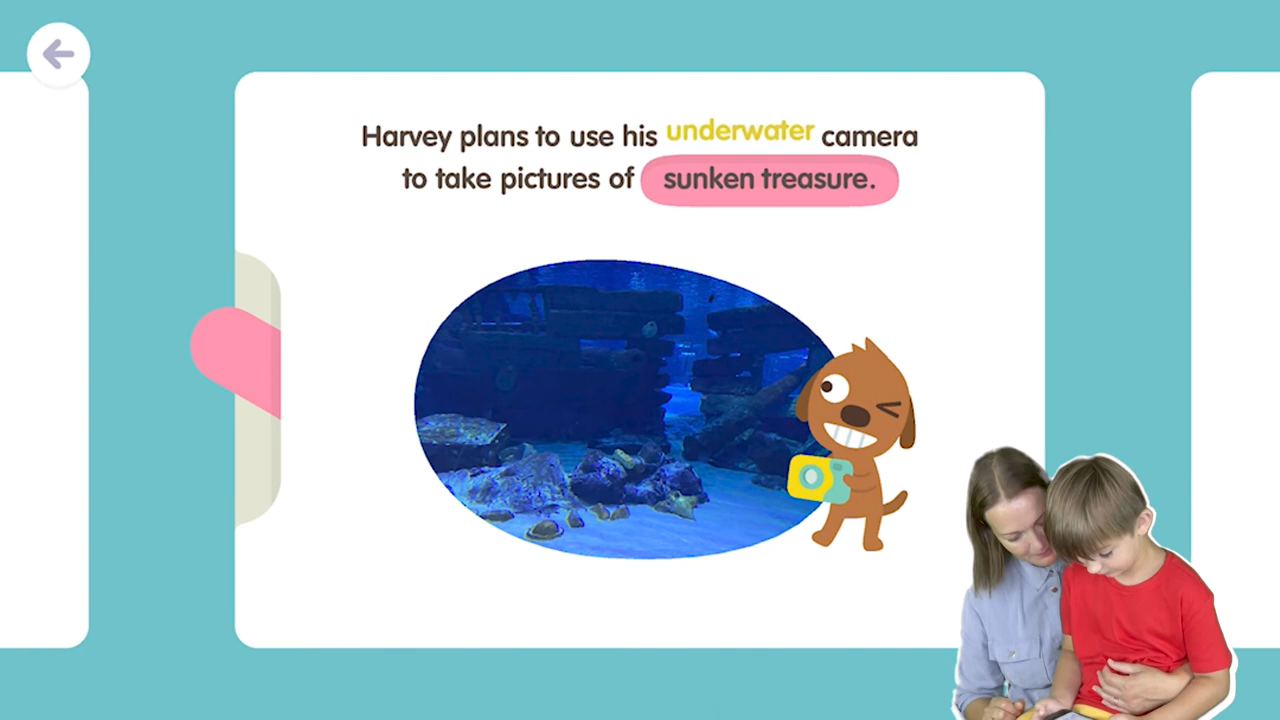 Harvey plans to use his underwater camera
to take pictures of sunken treasure.